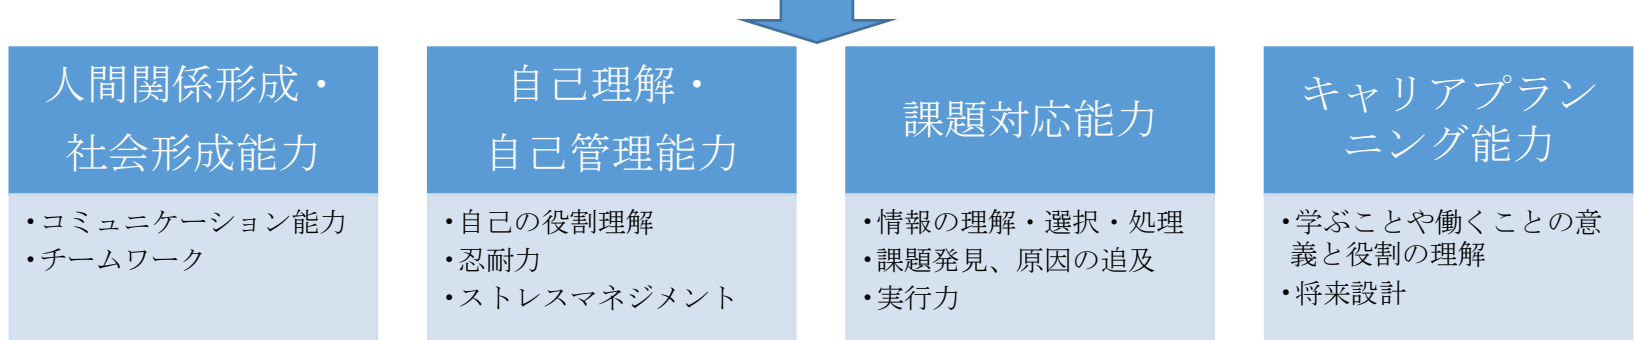 人間関係形成・
社会形成能力
・コミュニケーション能力
・チームワーク
自己理解・
自己管理能力
・自己の役割理解
・忍耐力
・ストレスマネジメント
課題対応能力
・情報の理解・選択・処理
・課題発見、原因の追及
・実行力
キャリアプラン
ニング能力
・学ぶことや働くことの意
義と役割の理解
・将来設計